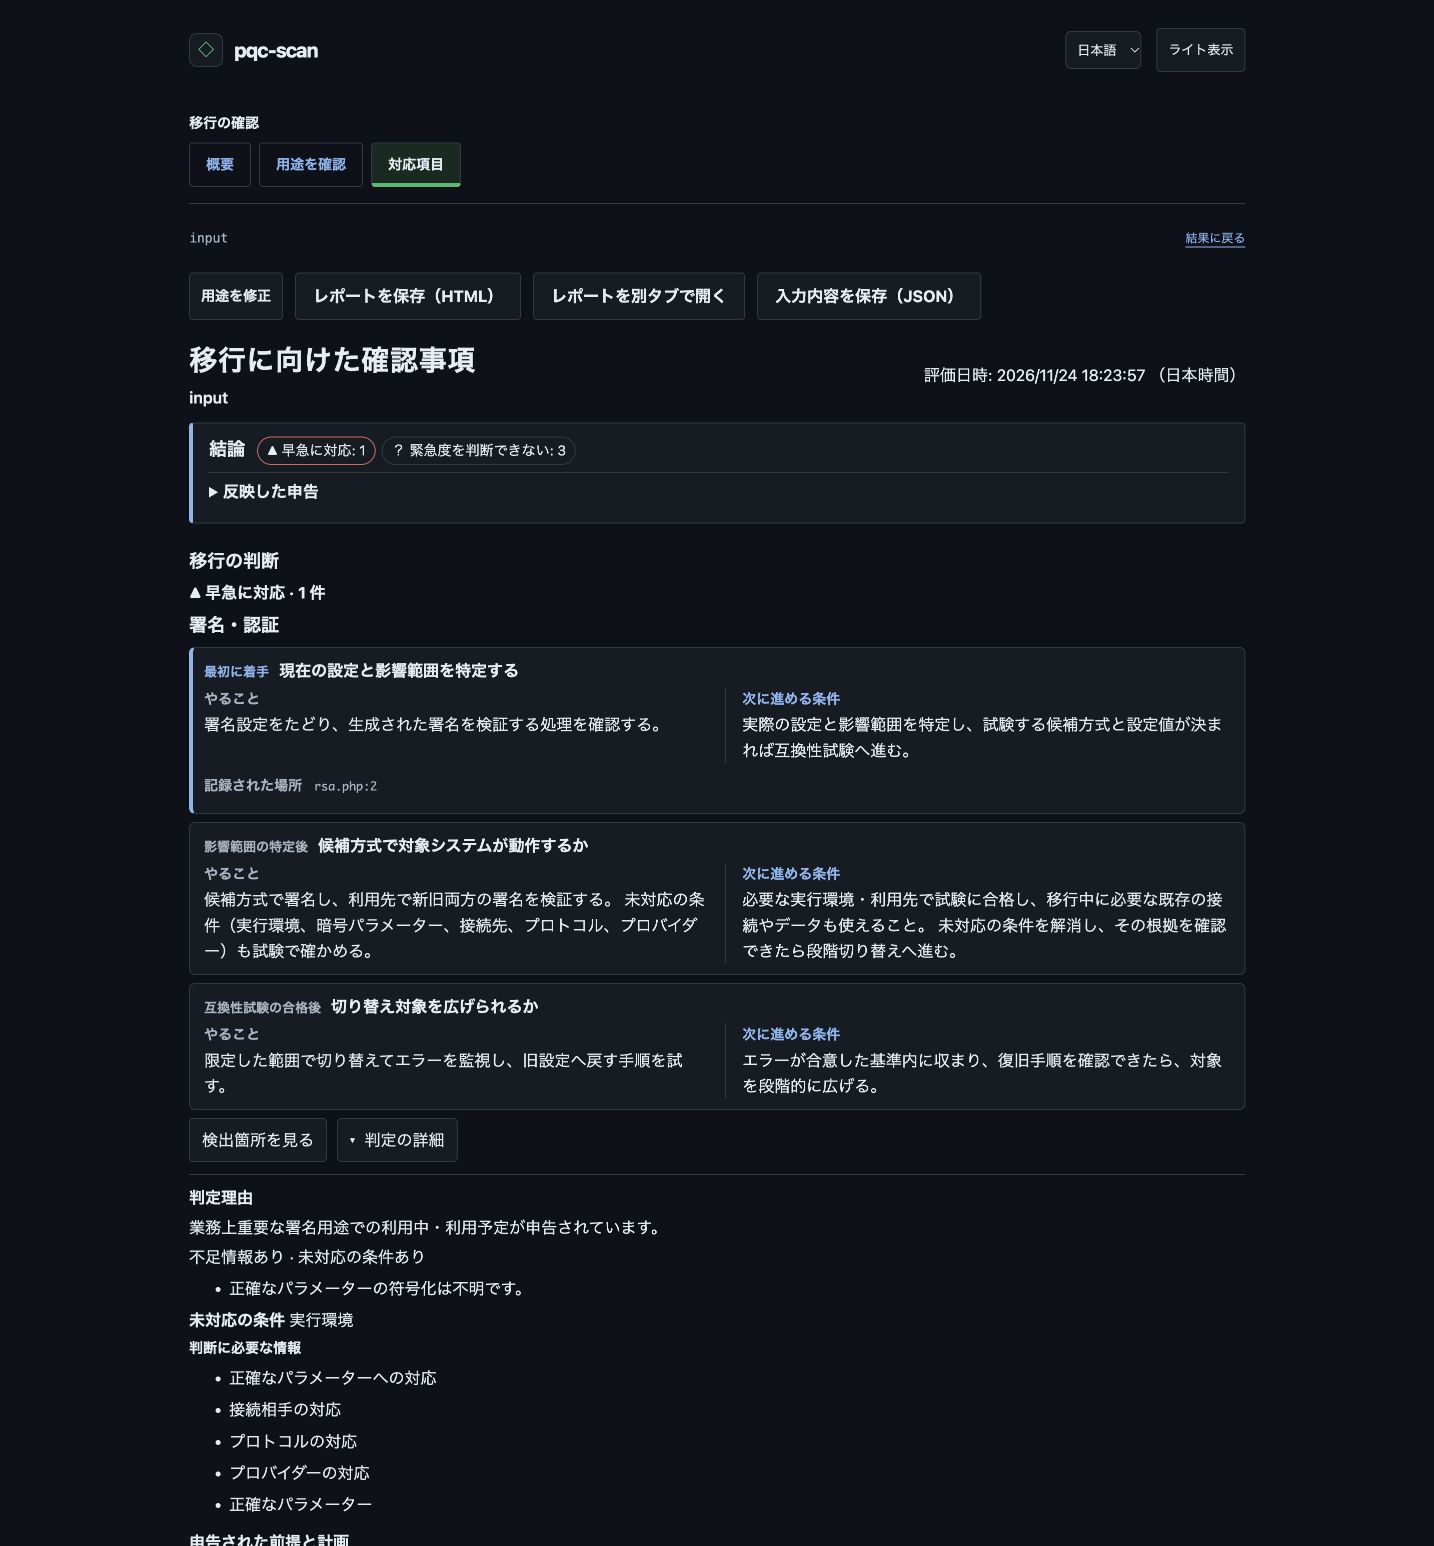 pqc-scan
日本語
ライト表示
移行の確認
概要
用途を確認
対応項目
input
結果に戻る
用途を修正
レポートを保存（HTML）
レポートを別タブで開く
入力内容を保存（JSON）
移行に向けた確認事項
評価日時: 2026/11/24 18:23:57 （日本時間）
input
結論
▲ 早急に対応: 1
? 緊急度を判断できない: 3
▶ 反映した申告
移行の判断
▲ 早急に対応 · 1 件
署名・認証
最初に着手 現在の設定と影響範囲を特定する
やること
署名設定をたどり、生成された署名を検証する処理を確認する。
次に進める条件
実際の設定と影響範囲を特定し、試験する候補方式と設定値が決ま
れば互換性試験へ進む。
記録された場所 rsa.php:2
影響範囲の特定後 候補方式で対象システムが動作するか
やること
候補方式で署名し、利用先で新旧両方の署名を検証する。 未対応の条
件（実行環境、暗号パラメーター、接続先、プロトコル、プロバイダ
ー）も試験で確かめる。
次に進める条件
必要な実行環境・利用先で試験に合格し、移行中に必要な既存の接
続やデータも使えること。 未対応の条件を解消し、その根拠を確認
できたら段階切り替えへ進む。
互換性試験の合格後 切り替え対象を広げられるか
やること
限定した範囲で切り替えてエラーを監視し、旧設定へ戻す手順を試
す。
次に進める条件
エラーが合意した基準内に収まり、復旧手順を確認できたら、対象
を段階的に広げる。
検出箇所を見る
▼ 判定の詳細
判定理由
業務上重要な署名用途での利用中・利用予定が申告されています。
不足情報あり · 未対応の条件あり
• 正確なパラメーターの符号化は不明です。
未対応の条件 実行環境
判断に必要な情報
• 正確なパラメーターへの対応
• 接続相手の対応
• プロトコルの対応
• プロバイダーの対応
• 正確なパラメーター
申告された前提と計画